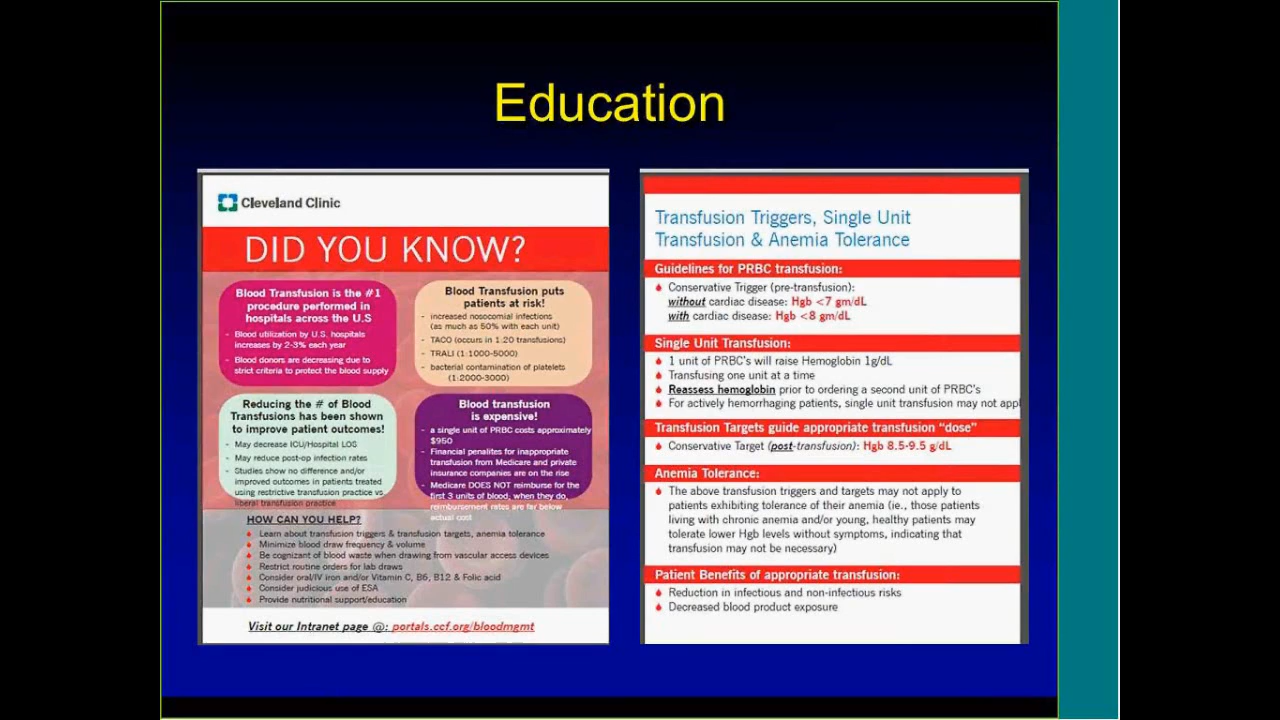 Education
Cleveland Clinic
DID YOU KNOW?
Blood Transfusion is the #1
procedure performed in
hospitals across the U.S
- Blood utilization by U.S. hospitals
increases by 2-3% each year
- Blood donors are decreasing due to
strict criteria to protect the blood supply
Blood Transfusion puts
patients at risk!
- increased nosocomial infections
(as much as 50% with each unit)
- TACO (occurs in 1:20 transfusions)
- TRALI (1:1000-5000)
- bacterial contamination of platelets
(1:2000-3000)
Reducing the # of Blood
Transfusions has been shown
to improve patient outcomes!
- May decrease ICU/Hospital LOS
- May reduce post-op infection rates
- Studies show no difference and/or
improved outcomes in patients treated
using restrictive transfusion practice vs
liberal transfusion practice
Blood transfusion
is expensive!
- a single unit of PRBC costs approximately
$950
- Financial penalites for inappropriate
transfusion from Medicare and private
insurance companies are on the rise
- Medicare DOES NOT reimburse for the
first 3 units of blood, when they do,
reimbursement rates are far below
actual cost
HOW CAN YOU HELP?
Learn about transfusion triggers & transfusion targets, anemia tolerance
Minimize blood draw frequency & volume
Be cognizant of blood waste when drawing from vascular access devices
Restrict routine orders for lab draws
Consider oral/IV iron and/or Vitamin C, B6, B12 & Folic acid
Consider judicious use of ESA
Provide nutritional support/education
Visit our Intranet page @: portals.ccf.org/bloodmgmt
Transfusion Triggers, Single Unit
Transfusion & Anemia Tolerance
Guidelines for PRBC transfusion:
Conservative Trigger (pre-transfusion):
without cardiac disease: Hgb <7 gm/dL
with cardiac disease: Hgb <8 gm/dL
Single Unit Transfusion:
1 unit of PRBC's will raise Hemoglobin 1g/dL
Transfusing one unit at a time
Reassess hemoglobin prior to ordering a second unit of PRBC's
For actively hemorrhaging patients, single unit transfusion may not appl
Transfusion Targets guide appropriate transfusion "dose"
Conservative Target (post-transfusion): Hgb 8.5-9.5 g/dL
Anemia Tolerance:
The above transfusion triggers and targets may not apply to
patients exhibiting tolerance of their anemia (ie., those patients
living with chronic anemia and/or young, healthy patients may
tolerate lower Hgb levels without symptoms, indicating that
transfusion may not be necessary)
Patient Benefits of appropriate transfusion:
Reduction in infectious and non-infectious risks
Decreased blood product exposure